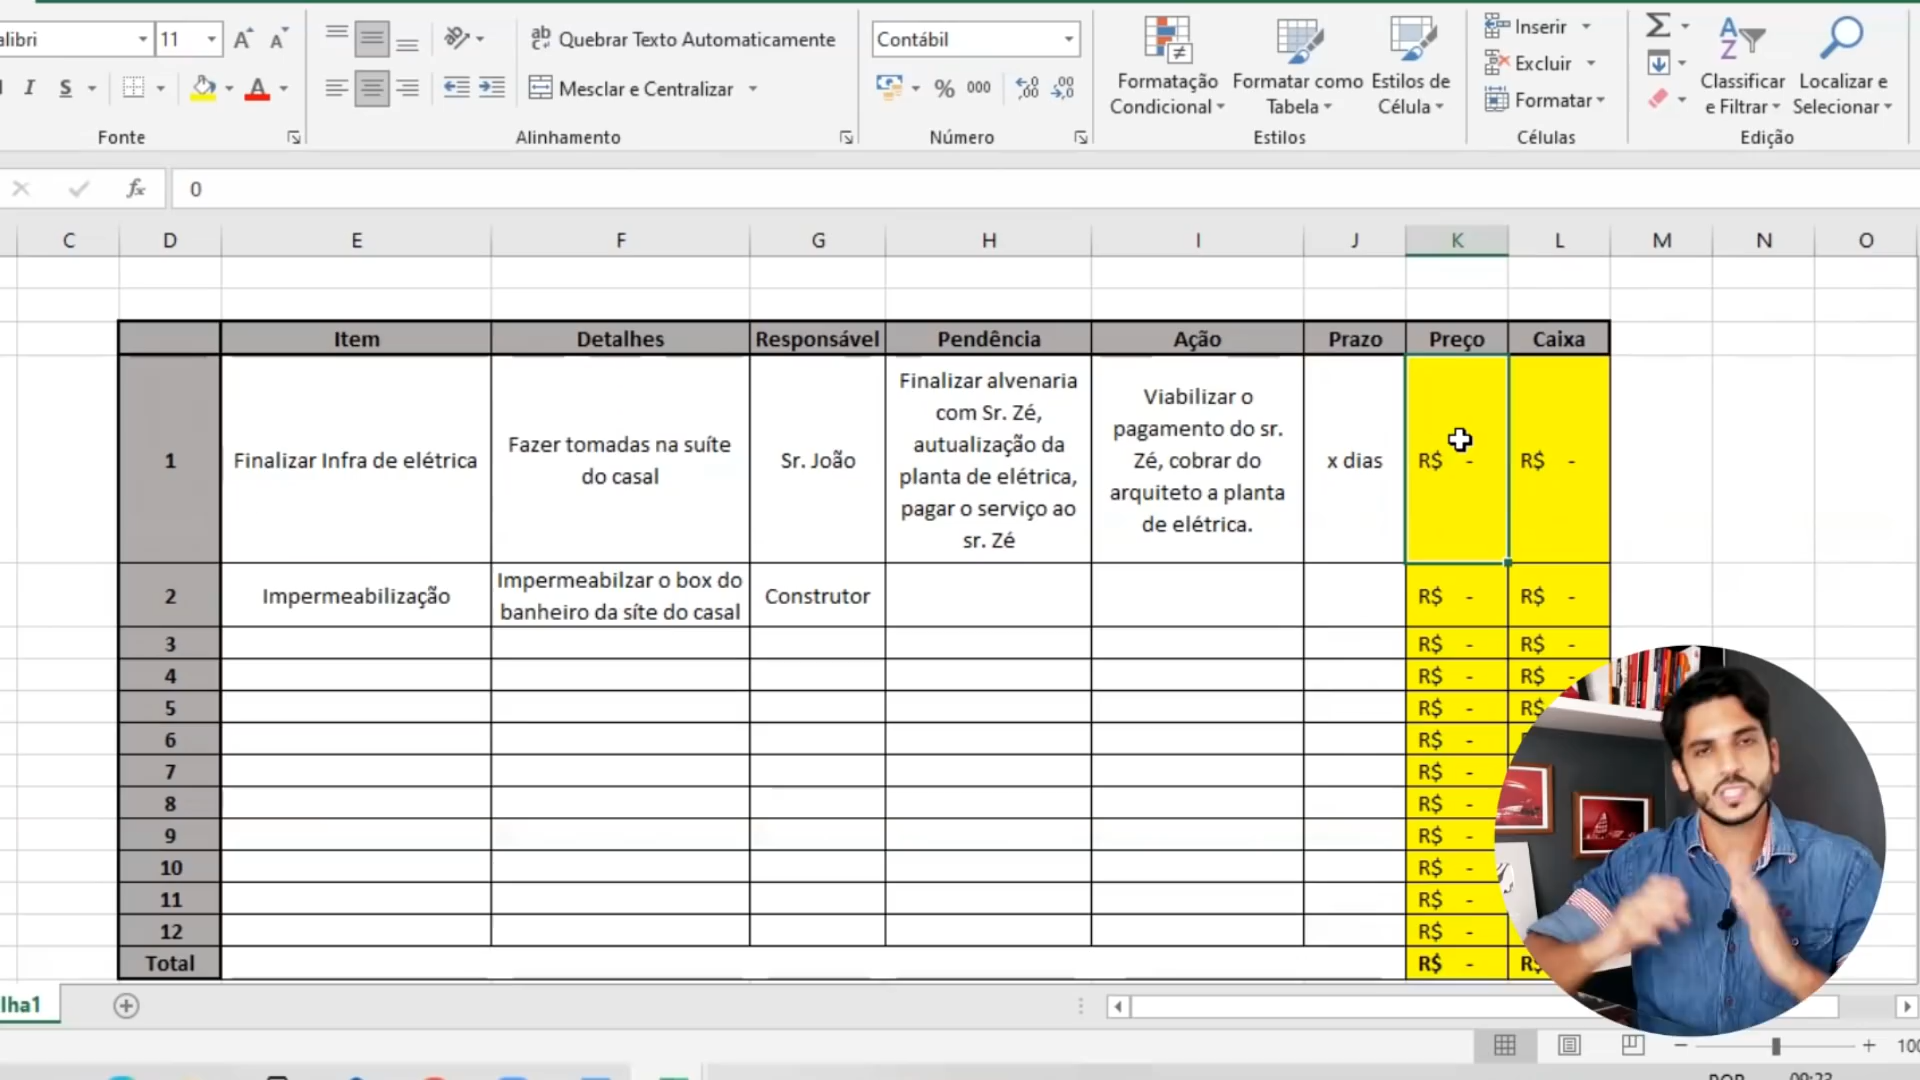 alibri 11 Quebrar Texto Automaticamente Contábil Inserir
Excluir
Formatação Formatar como Estilos de Classificar Localizar e
I S A Mesclar e Centralizar % 000 Condicional Tabela Célula Formatar e Filtrar Selecionar
Fonte Alinhamento Número Estilos Células Edição
fx 0
C D E F G H I J K L M N O
Item Detalhes Responsável Pendência Ação Prazo Preço Caixa
1 Finalizar Infra de elétrica
Fazer tomadas na suíte
do casal
Sr. João
Finalizar alvenaria
com Sr. Zé,
autualização da
planta de elétrica,
pagar o serviço ao
sr. Zé
Viabilizar o
pagamento do sr.
Zé, cobrar do
arquiteto a planta
de elétrica.
x dias R$ - R$ -
2 Impermeabilização
Impermeabilzar o box do
banheiro da síte do casal
Construtor R$ - R$ -
3 R$ - R$ -
4 R$ - R$ -
5 R$ - R$
6 R$ -
7 R$ -
8 R$ -
9 R$ -
10 R$ -
11 R$ -
12 R$ -
Total R$ - R$
lha1
100